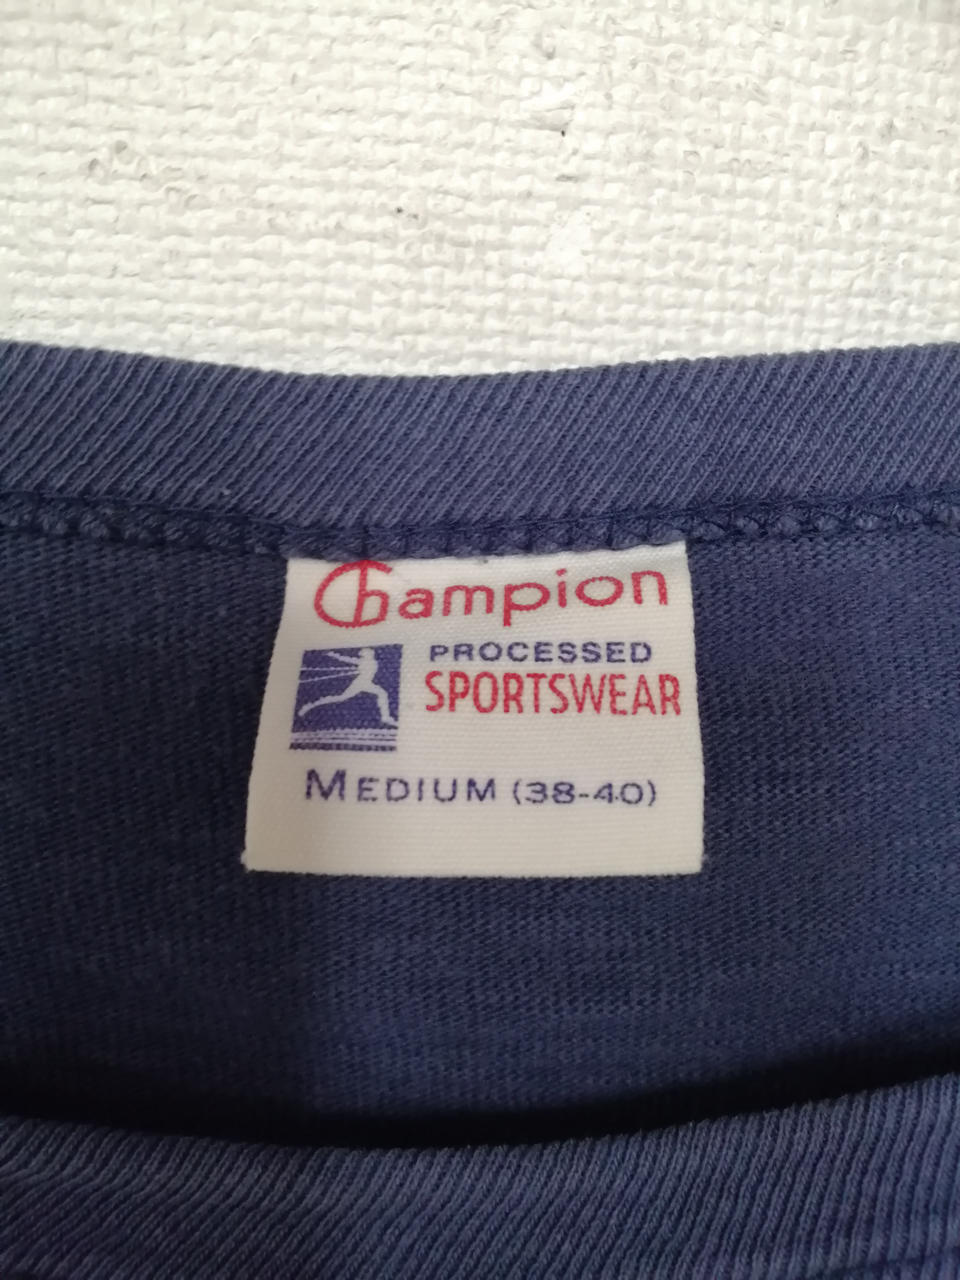 Champion
PROCESSED
SPORTSWEAR
MEDIUM (38-40)